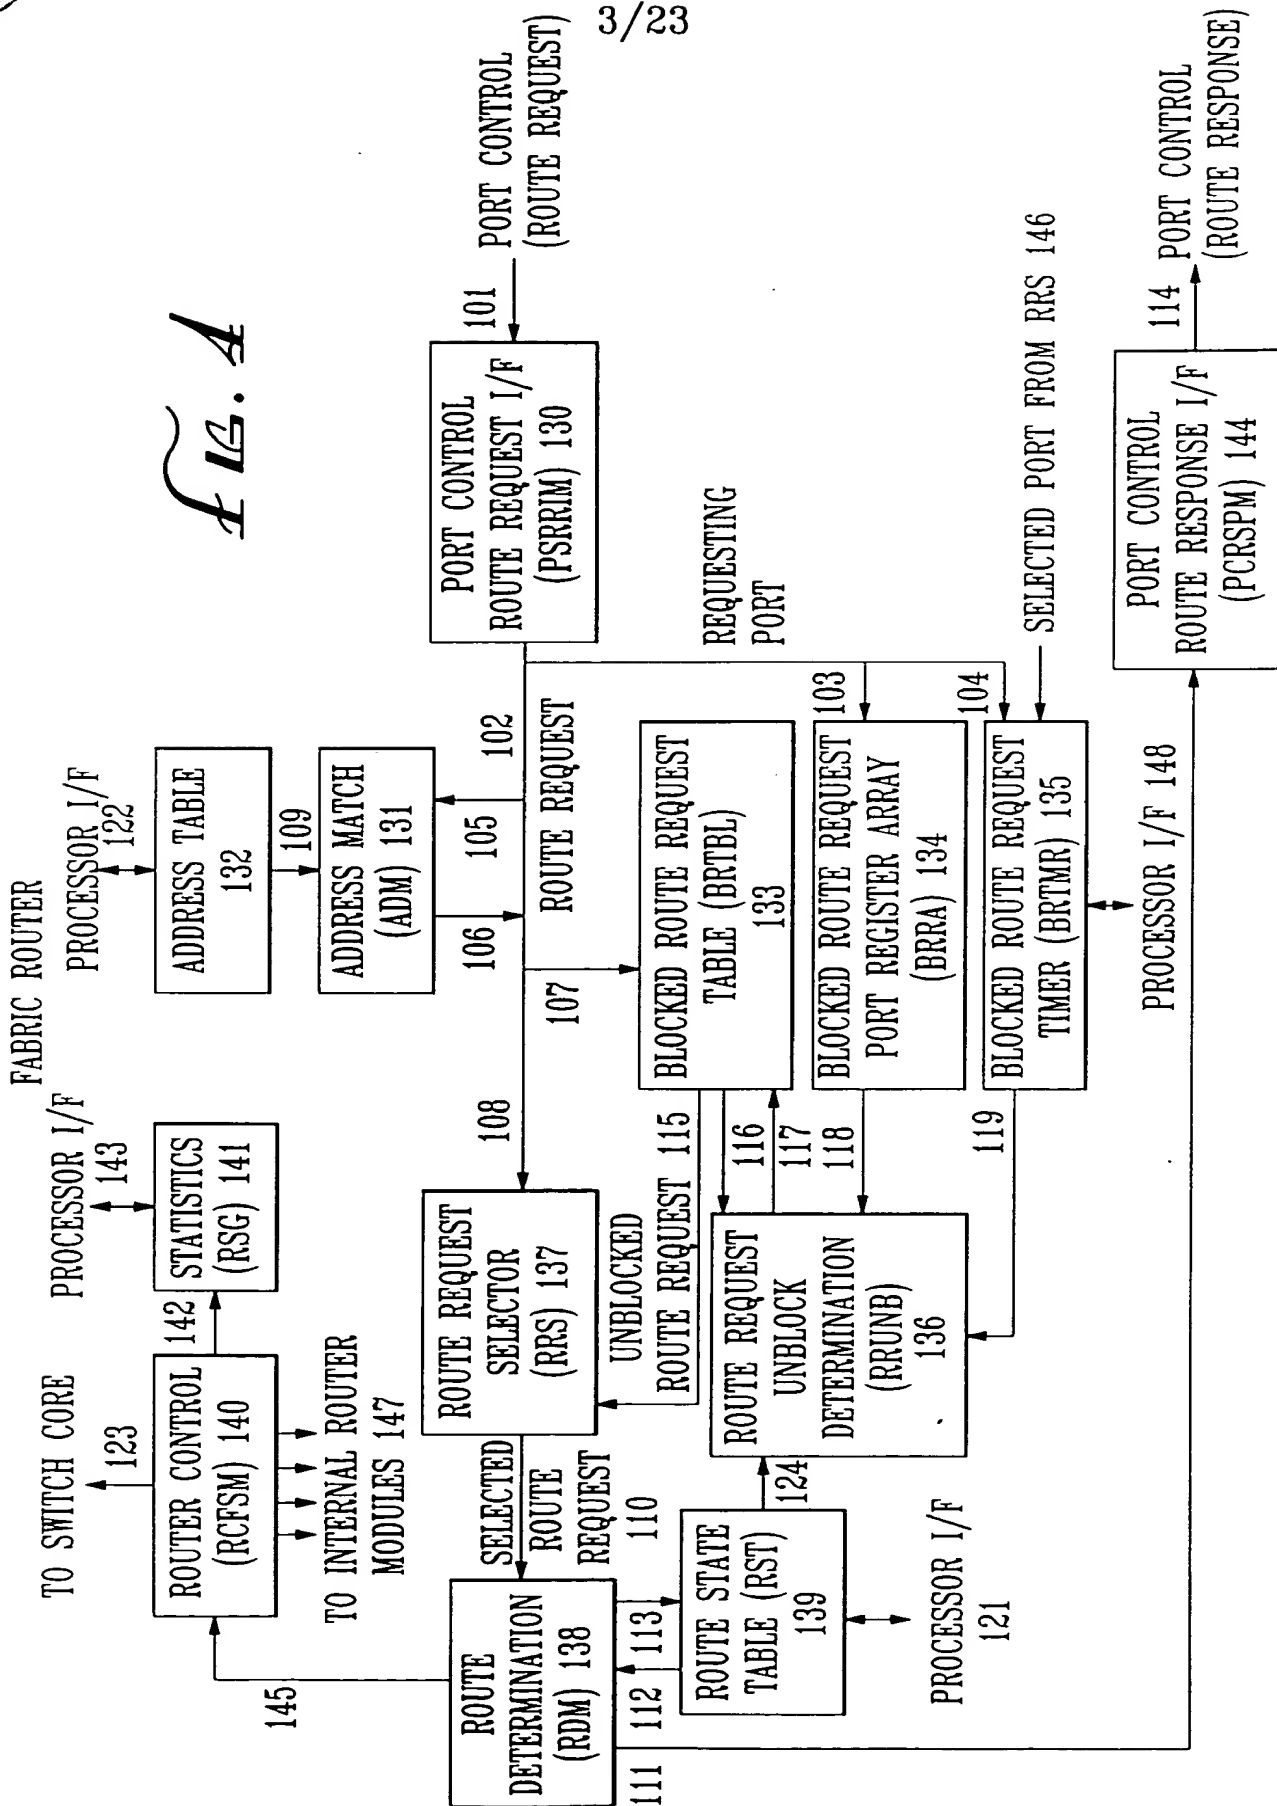 3/23
FIG. 4
FABRIC ROUTER
TO SWITCH CORE
123
ROUTER CONTROL
(RCFSM) 140
142
PROCESSOR I/F
143
STATISTICS
(RSG) 141
TO INTERNAL ROUTER
MODULES 147
145
PROCESSOR I/F
122
ADDRESS TABLE
132
109
ADDRESS MATCH
(ADM) 131
106
105
PORT CONTROL
(ROUTE REQUEST)
101
PORT CONTROL
ROUTE REQUEST I/F
(PSRRIM) 130
102
ROUTE REQUEST
107
108
REQUESTING
PORT
103
104
ROUTE REQUEST
SELECTOR
(RRS) 137
SELECTED
ROUTE
REQUEST
110
UNBLOCKED
ROUTE REQUEST 115
BLOCKED ROUTE REQUEST
TABLE (BRTBL)
133
116
117
BLOCKED ROUTE REQUEST
PORT REGISTER ARRAY
(BRRA) 134
118
BLOCKED ROUTE REQUEST
TIMER (BRTMR) 135
119
SELECTED PORT FROM RRS 146
PROCESSOR I/F 148
ROUTE REQUEST
UNBLOCK
DETERMINATION
(RRUNB)
136
124
ROUTE
DETERMINATION
(RDM) 138
111
112
113
ROUTE STATE
TABLE (RST)
139
PROCESSOR I/F
121
PORT CONTROL
ROUTE RESPONSE I/F
(PCRSPM) 144
114
PORT CONTROL
(ROUTE RESPONSE)